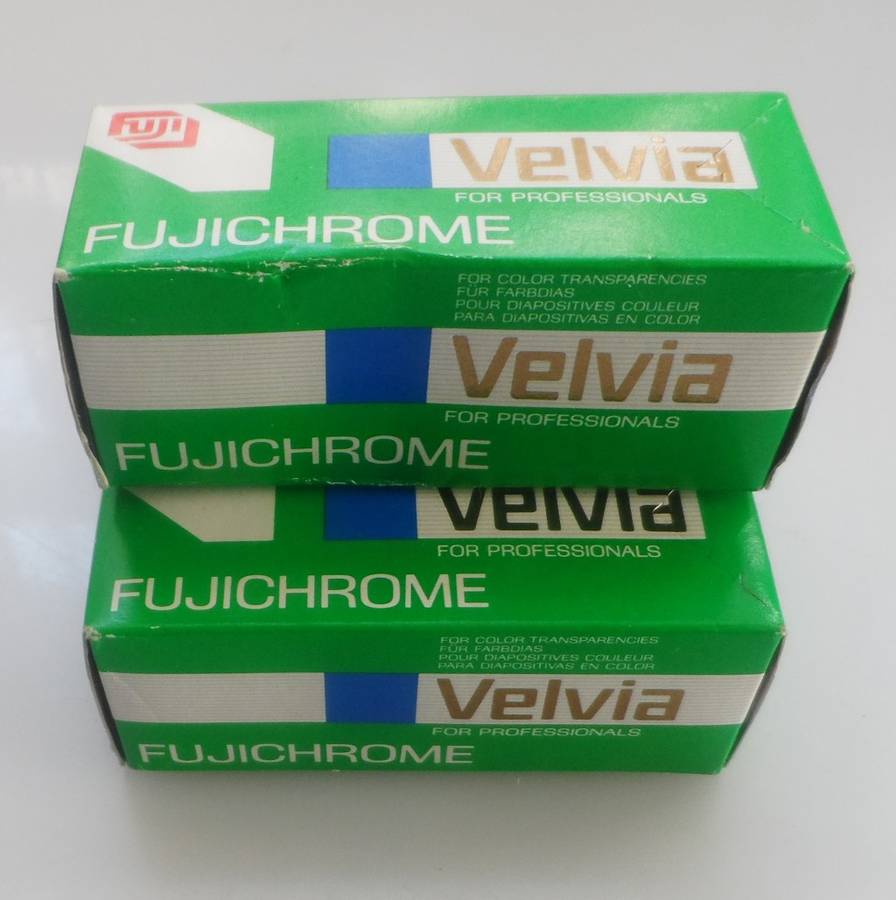 FUJI
Velvia
FOR PROFESSIONALS
FUJICHROME
FOR COLOR TRANSPARENCIES
FÜR FARBDIAS
POUR DIAPOSITIVES COULEUR
PARA DIAPOSITIVAS EN COLOR
Velvia
FOR PROFESSIONALS
FUJICHROME
Velvia
FOR PROFESSIONALS
FUJICHROME
FOR COLOR TRANSPARENCIES
FÜR FARBDIAS
POUR DIAPOSITIVES COULEUR
PARA DIAPOSITIVAS EN COLOR
Velvia
FOR PROFESSIONALS
FUJICHROME